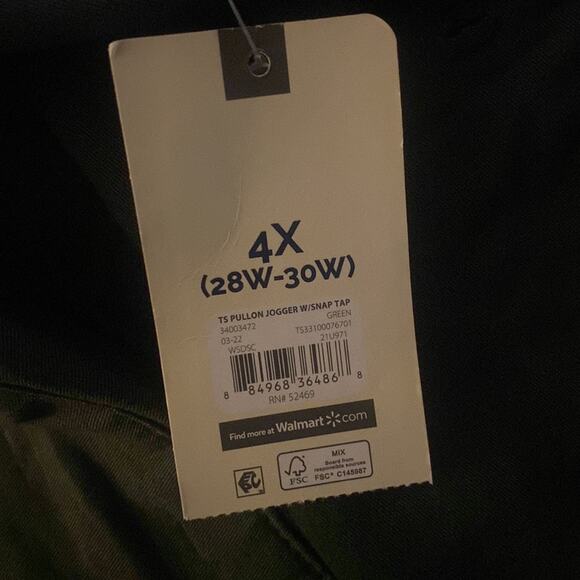 4X
(28W-30W)
TS PULLON JOGGER W/SNAP TAP
34003472 GREEN
03-22 TS33100076701
WSDSC 21U971
8 84968 36486 8
RN# 52469
Find more at Walmart.com
FSC
MIX
Board from
responsible sources
FSC® C145987